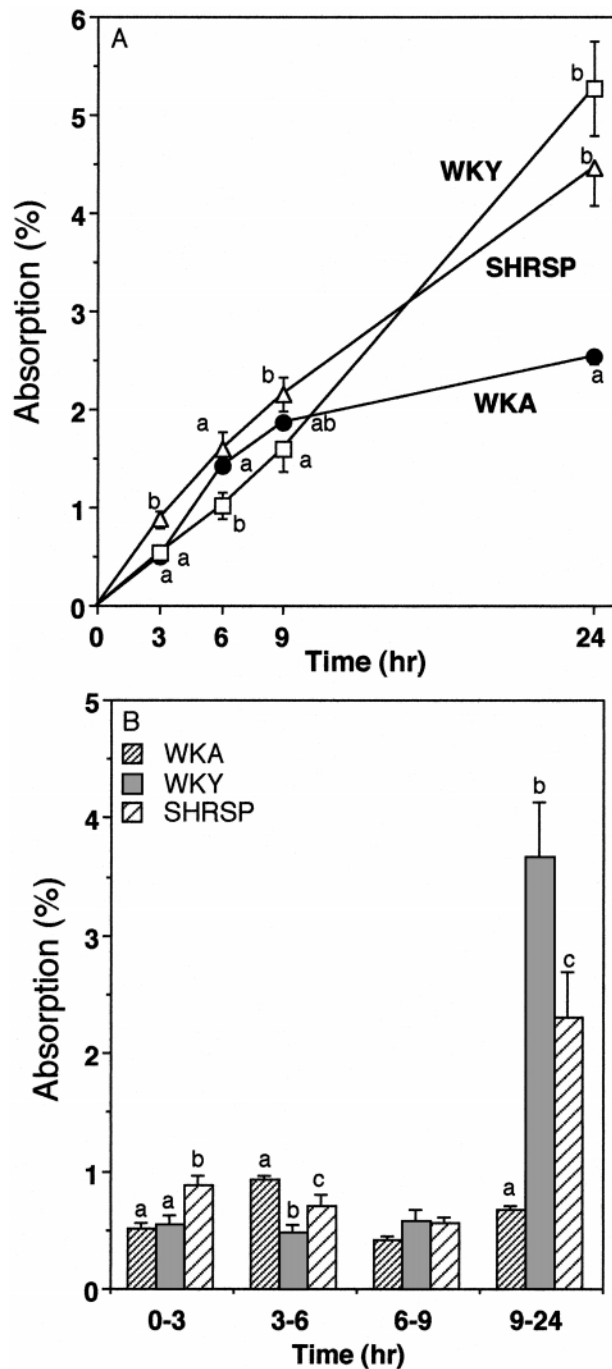 A
6
5
4
3
2
1
0
Absorption (%)
b
b
WKY
SHRSP
WKA
a
b
a
ab
a
a
b
b
a
a
0
3
6
9
24
Time (hr)
B
WKA
WKY
SHRSP
5
4
3
2
1
0
Absorption (%)
b
c
a a b
a b c
a
0-3 3-6 6-9 9-24
Time (hr)